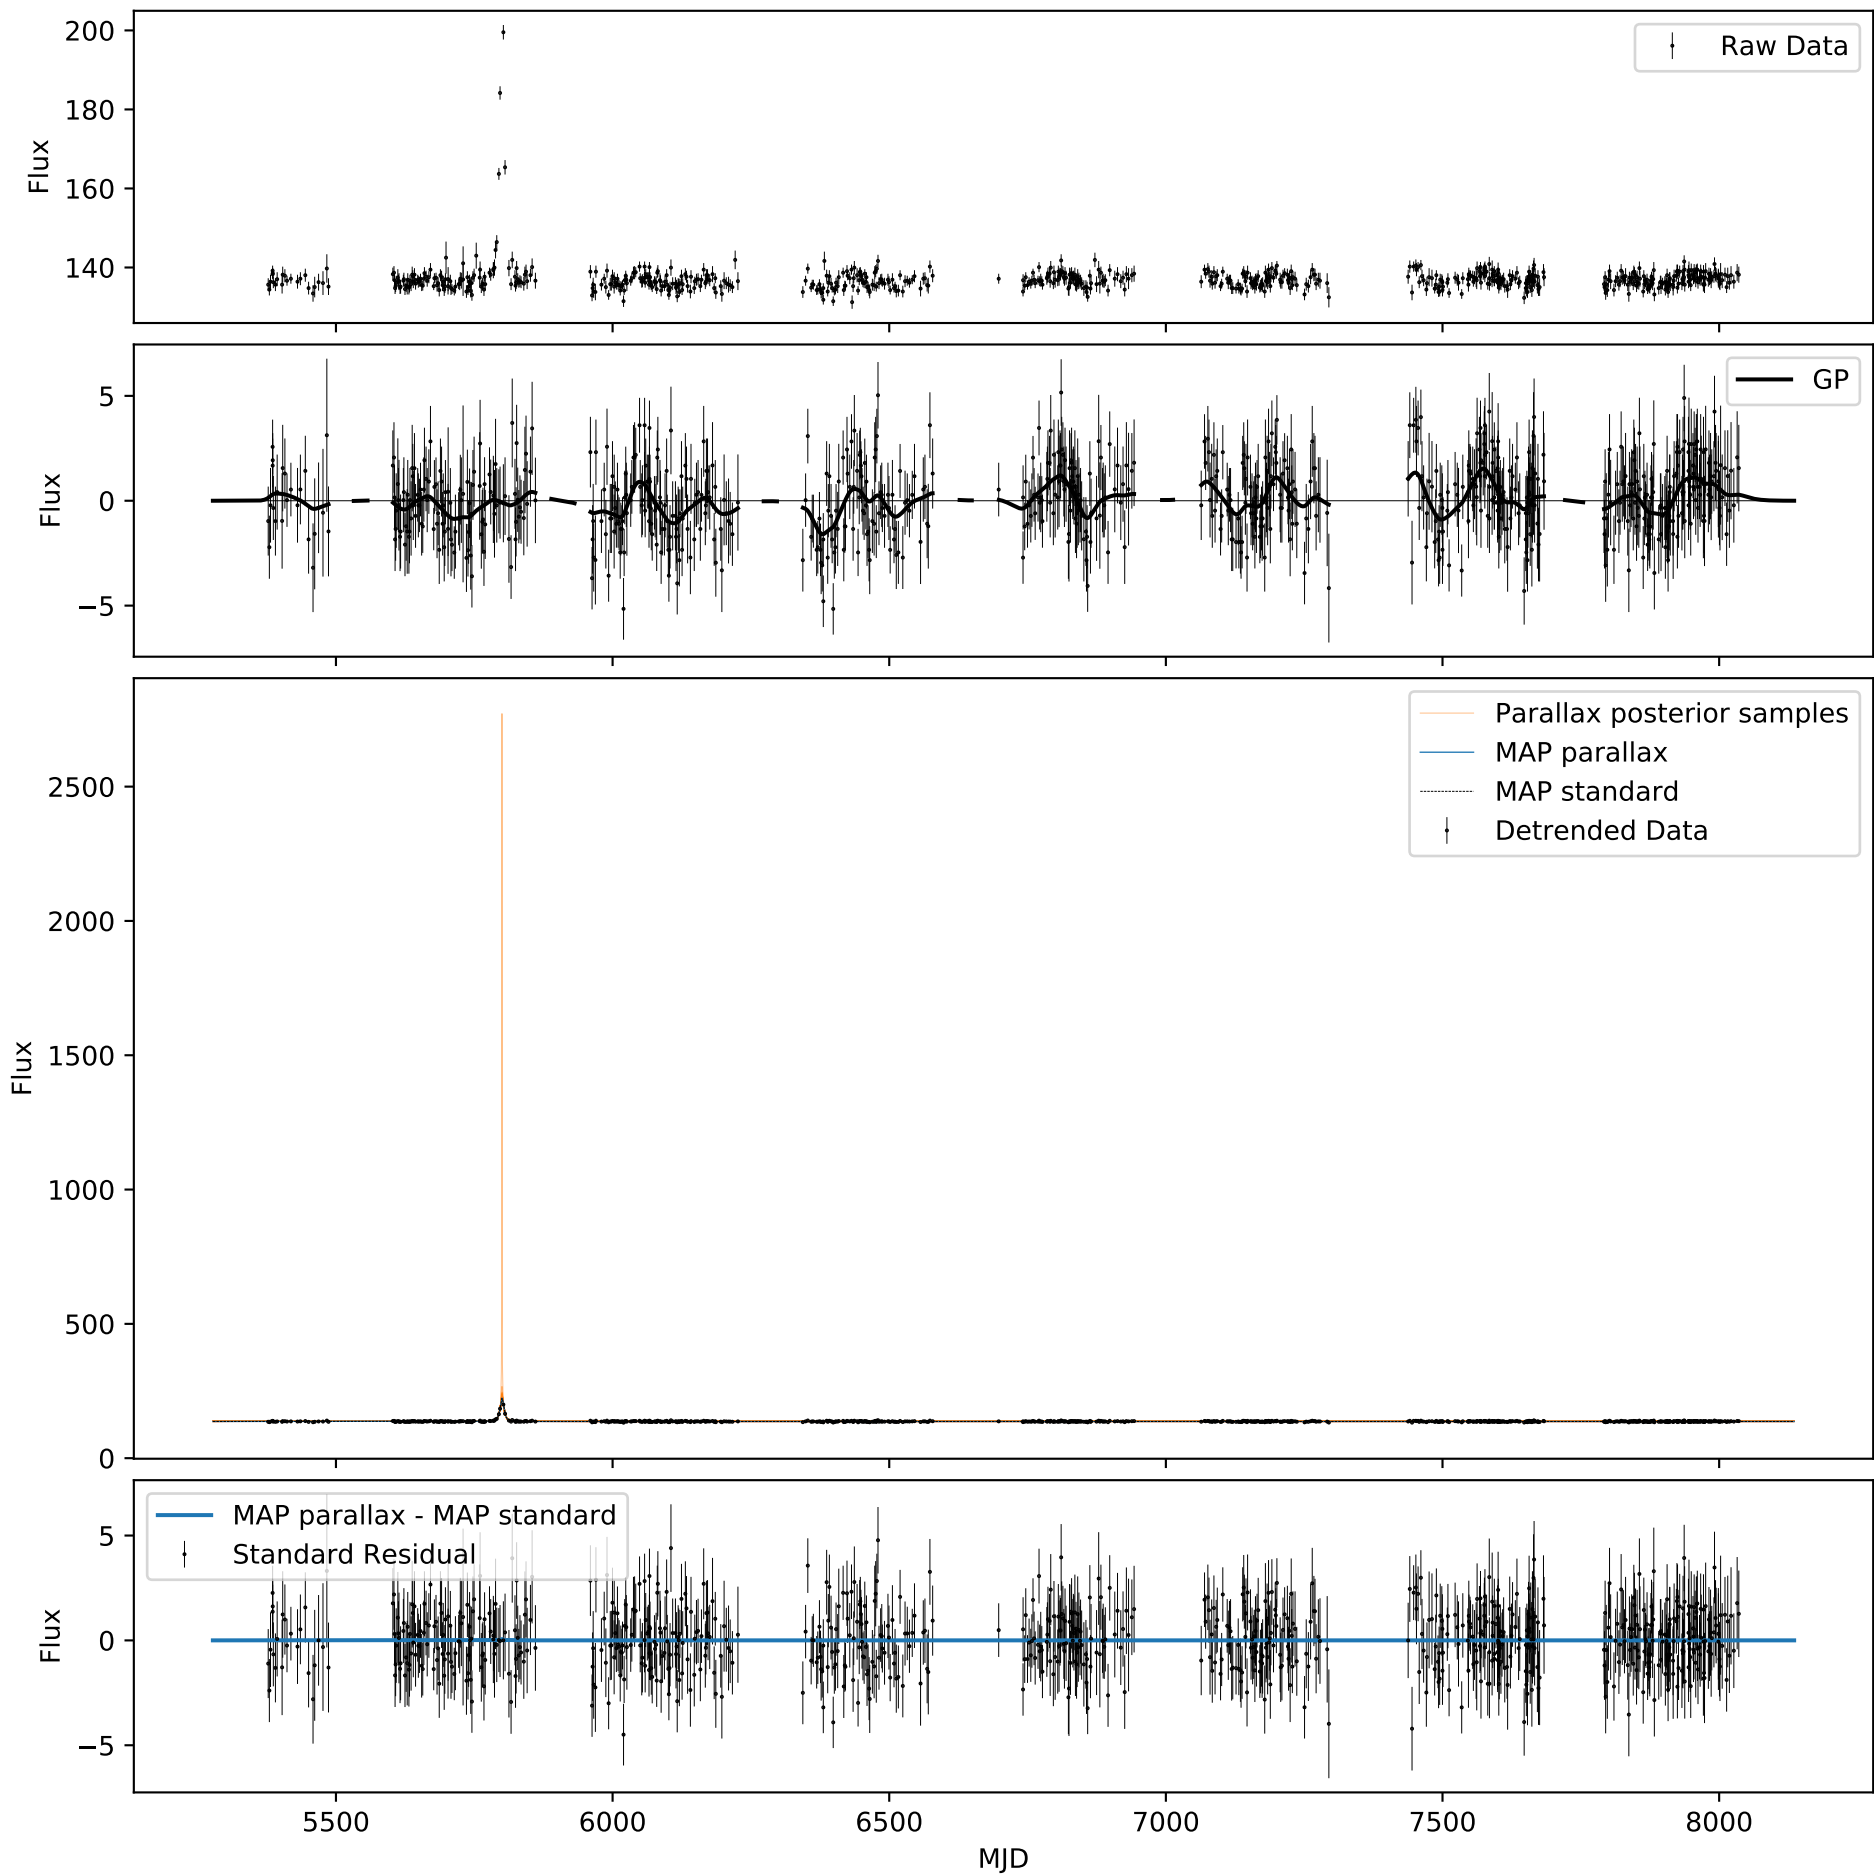 200
180
160
140
Flux
Raw Data
5
0
−5
Flux
GP
2500
2000
1500
1000
500
0
Flux
Parallax posterior samples
MAP parallax
MAP standard
Detrended Data
5
0
−5
Flux
MAP parallax - MAP standard
Standard Residual
5500 6000 6500 7000 7500 8000
MJD